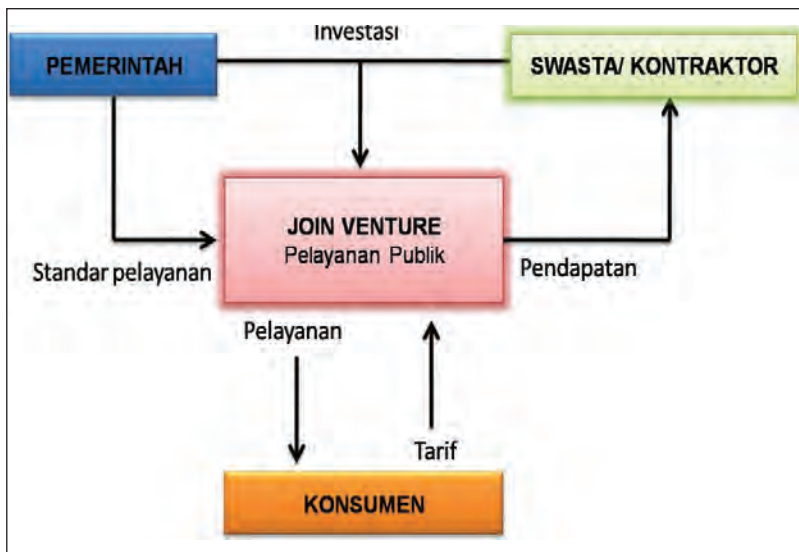 Investasi
PEMERINTAH
SWASTA/ KONTRAKTOR
JOIN VENTURE
Pelayanan Publik
Standar pelayanan
Pendapatan
Pelayanan
Tarif
KONSUMEN